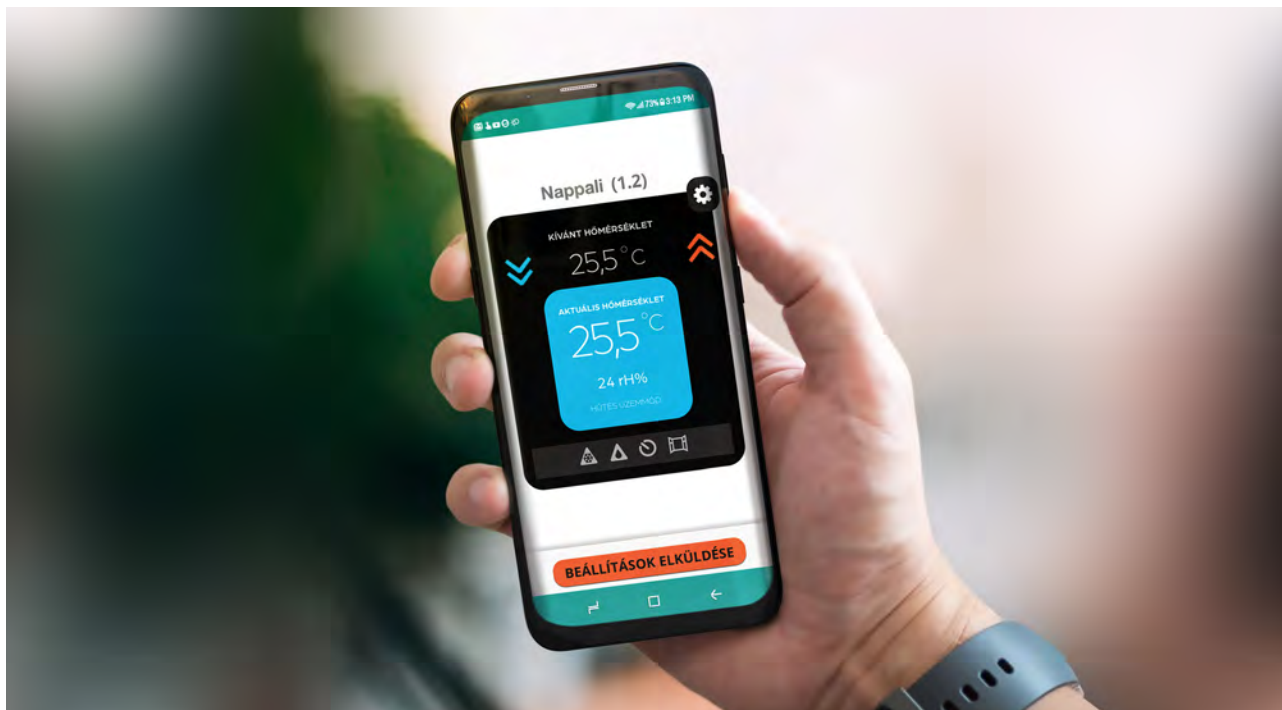 73% 3:13 PM
Nappali (1.2)
KÍVÁNT HŐMÉRSÉKLET
25,5 °C
AKTUÁLIS HŐMÉRSÉKLET
25,5 °C
24 rH%
HŰTÉS ÜZEMMÓD
BEÁLLÍTÁSOK ELKÜLDÉSE